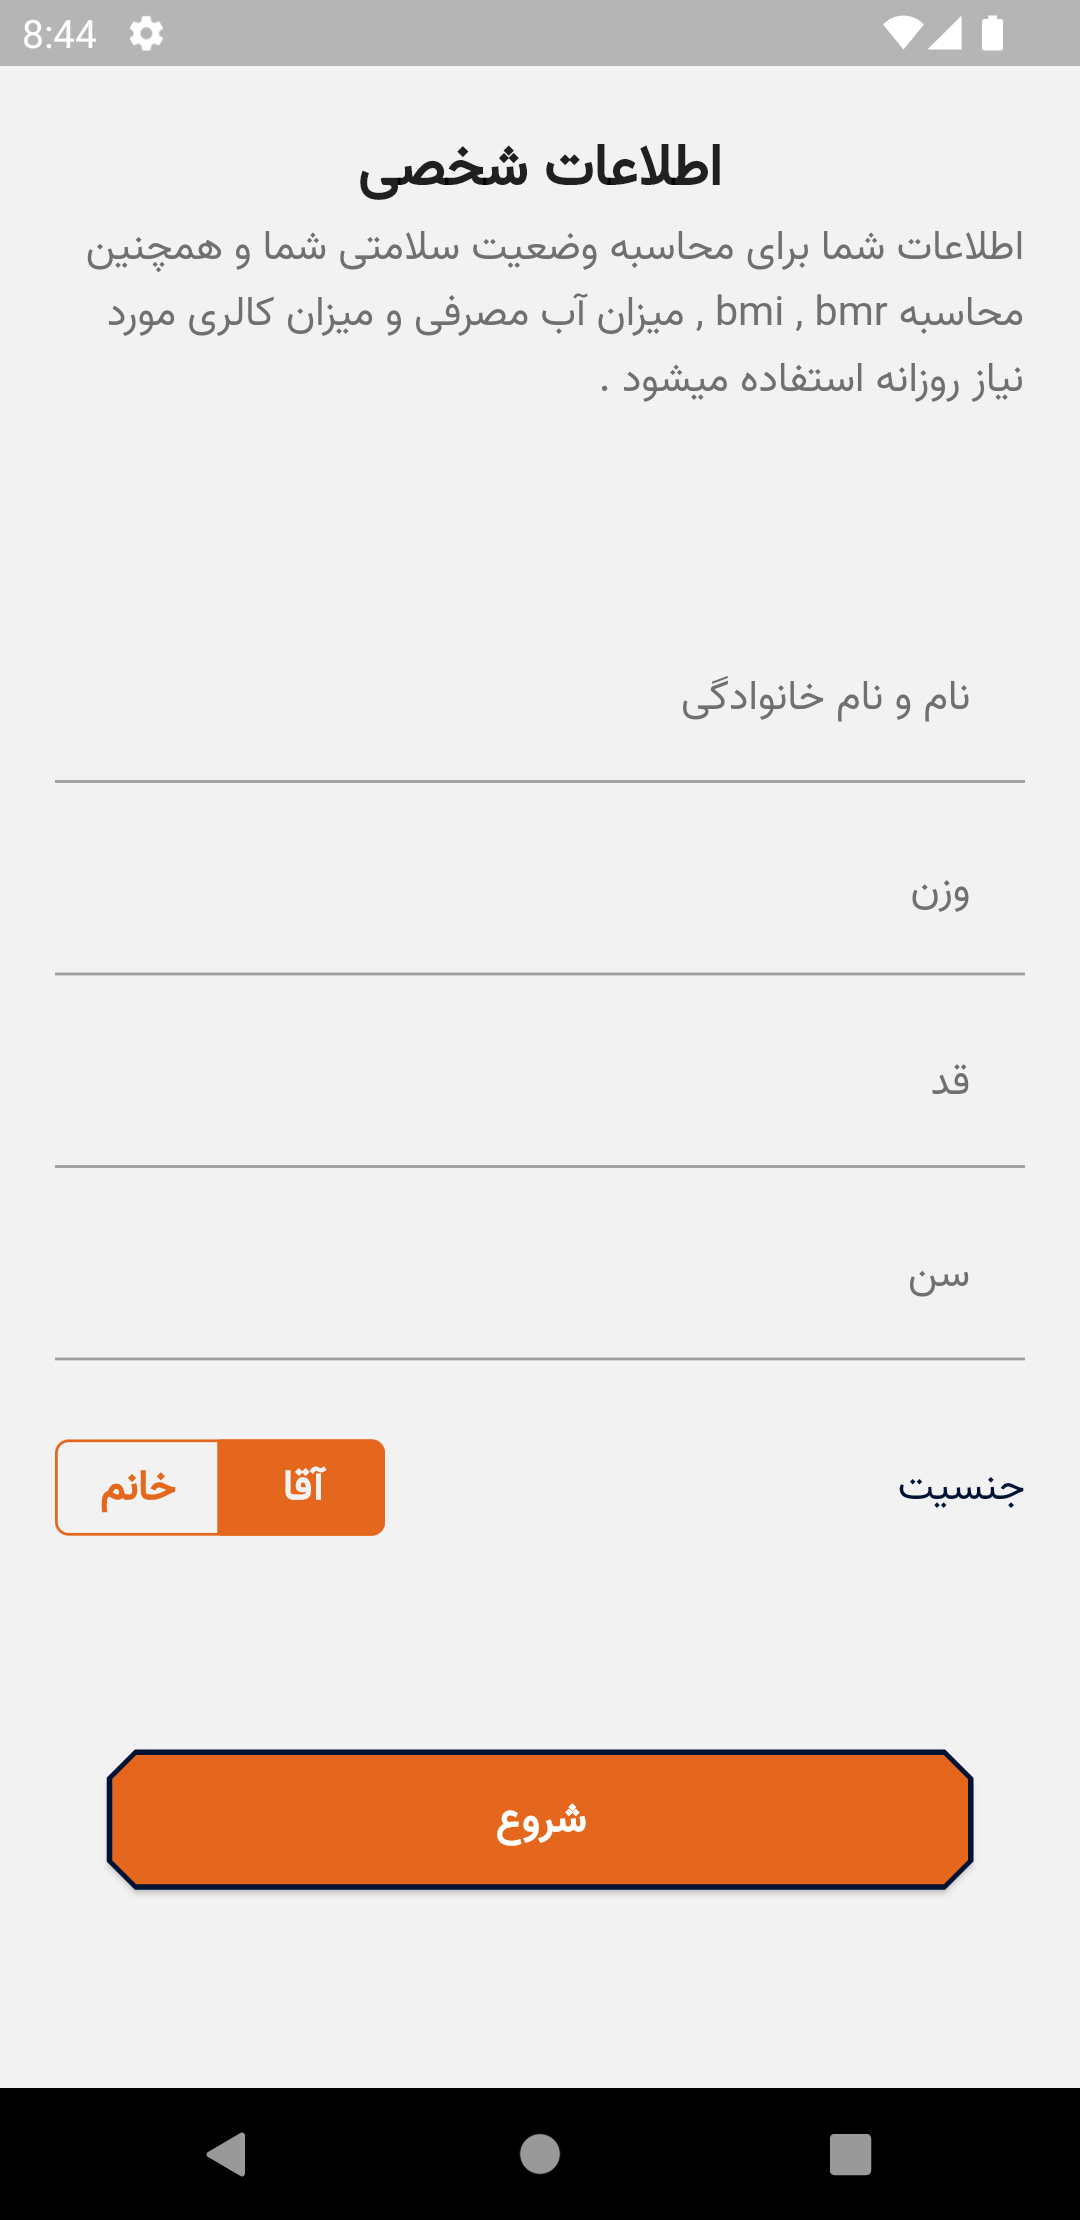 8:44
اطلاعات شخصی
اطلاعات شما برای محاسبه وضعیت سلامتی شما و همچنین
محاسبه bmi , bmr , میزان آب مصرفی و میزان کالری مورد
نیاز روزانه استفاده میشود .
نام و نام خانوادگی
وزن
قد
سن
جنسیت
آقا
خانم
شروع